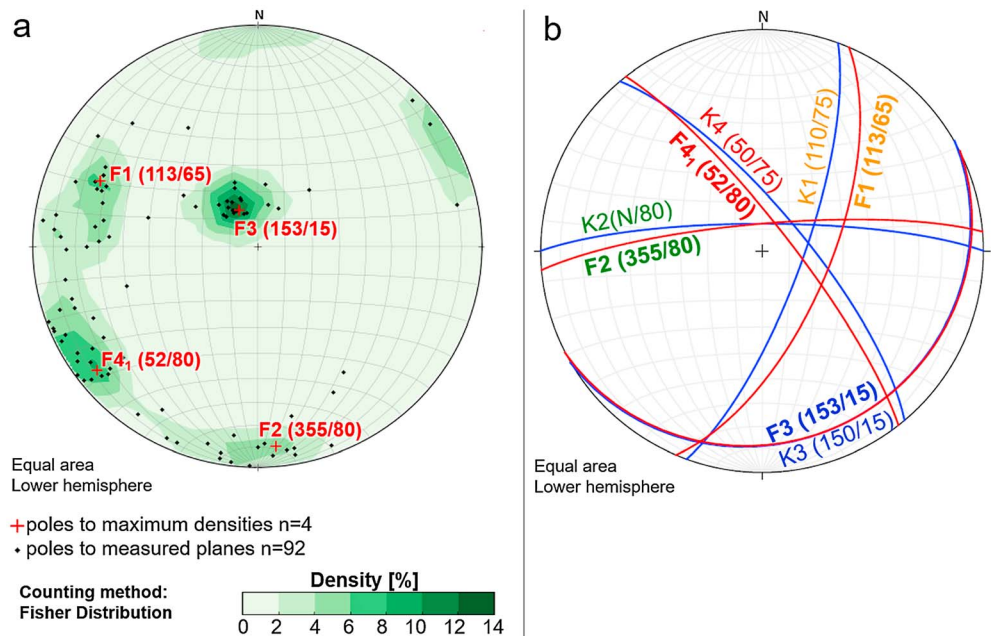 a
N
F1 (113/65)
F3 (153/15)
F4₁ (52/80)
F2 (355/80)
Equal area
Lower hemisphere
poles to maximum densities n=4
poles to measured planes n=92
Counting method:
Fisher Distribution
Density [%]
0 2 4 6 8 10 12 14
b
N
K4 (50/75)
F4₁ (52/80)
K1 (110/75)
F1 (113/65)
K2(N/80)
F2 (355/80)
F3 (153/15)
K3 (150/15)
Equal area
Lower hemisphere